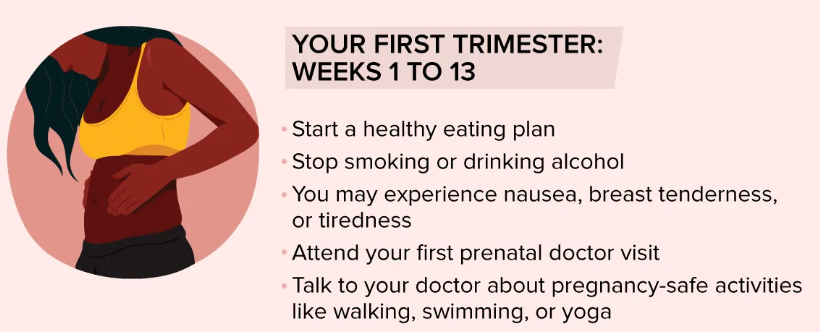 YOUR FIRST TRIMESTER:
WEEKS 1 TO 13
• Start a healthy eating plan
• Stop smoking or drinking alcohol
• You may experience nausea, breast tenderness,
or tiredness
• Attend your first prenatal doctor visit
• Talk to your doctor about pregnancy-safe activities
like walking, swimming, or yoga